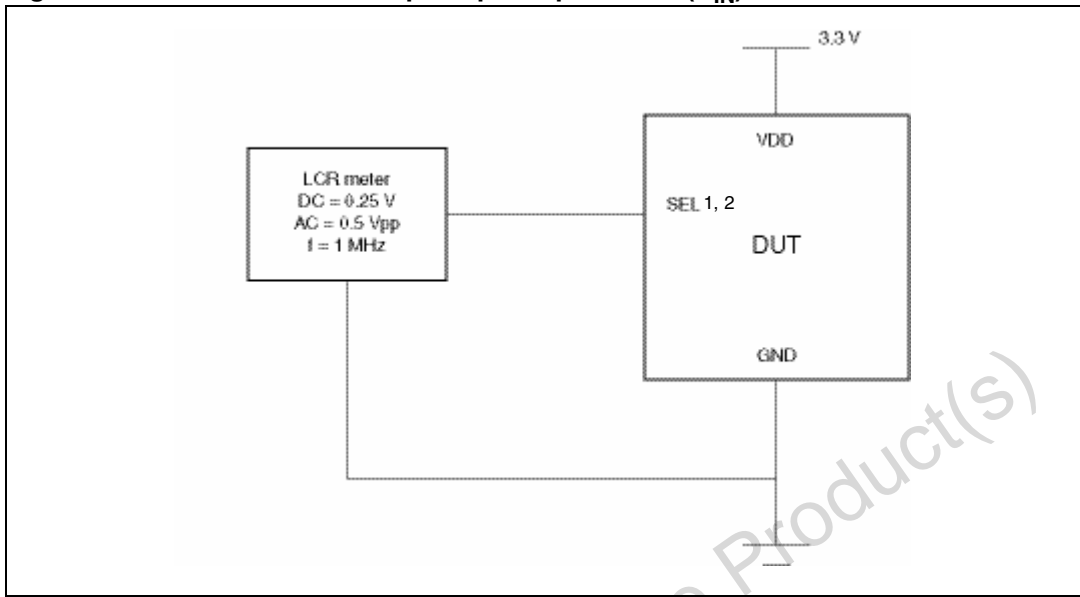 3.3 V
VDD
LCR meter
DC = 0.25 V
AC = 0.5 Vpp
f = 1 MHz
SEL 1, 2
DUT
GND
Product(s)